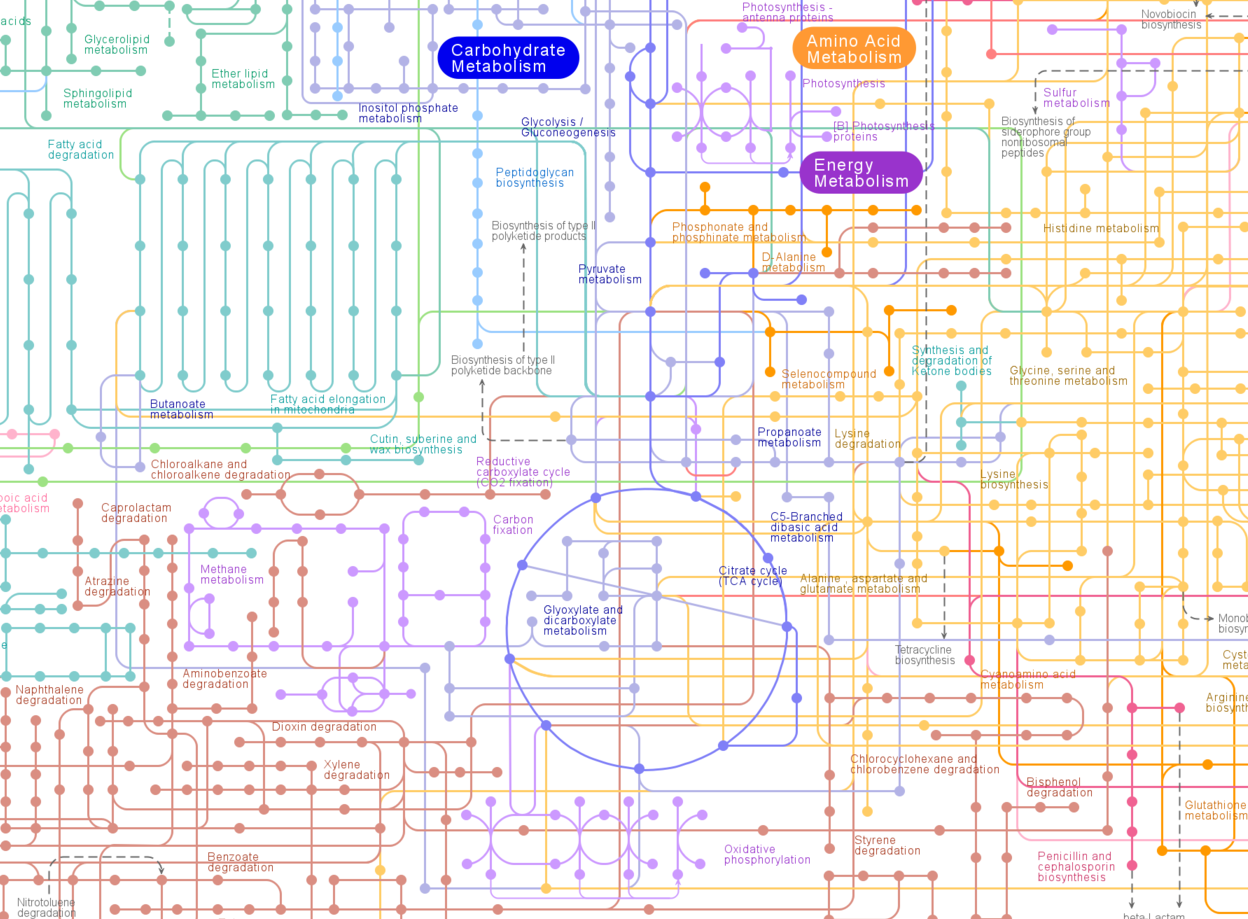 acids
Glycerolipid
metabolism
Sphingolipid
metabolism
Ether lipid
metabolism
Fatty acid
degradation
Inositol phosphate
metabolism
Carbohydrate
Metabolism
Glycolysis /
Gluconeogenesis
Peptidoglycan
biosynthesis
Photosynthesis -
antenna proteins
Amino Acid
Metabolism
Photosynthesis
[B] Photosynthesis
proteins
Energy
Metabolism
Novobiocin
biosynthesis
Sulfur
metabolism
Biosynthesis of
siderophore group
nonribosomal
peptides
Biosynthesis of type II
polyketide products
Phosphonate and
phosphinate metabolism
D-Alanine
metabolism
Histidine metabolism
Pyruvate
metabolism
Biosynthesis of type II
polyketide backbone
Selenocompound
metabolism
Synthesis and
degradation of
Ketone bodies
Glycine, serine and
threonine metabolism
Butanoate
metabolism
Fatty acid elongation
in mitochondria
Cutin, suberine and
wax biosynthesis
Propanoate
metabolism
Lysine
degradation
Chloroalkane and
chloroalkene degradation
Reductive
carboxylate cycle
(CO2 fixation)
Lysine
biosynthesis
oic acid
etabolism
Caprolactam
degradation
Carbon
fixation
C5-Branched
dibasic acid
metabolism
Methane
metabolism
Atrazine
degradation
Citrate cycle
(TCA cycle)
Alanine , aspartate and
glutamate metabolism
Glyoxylate and
dicarboxylate
metabolism
e
Monob
biosyn
Tetracycline
biosynthesis
Cyst
meta
Aminobenzoate
degradation
Cyanoamino acid
metabolism
Naphthalene
degradation
Arginine
biosynth
Dioxin degradation
Xylene
degradation
Chlorocyclohexane and
chlorobenzene degradation
Bisphenol
degradation
Glutathione
metabolism
Benzoate
degradation
Oxidative
phosphorylation
Styrene
degradation
Penicillin and
cephalosporin
biosynthesis
Nitrotoluene
degradation
beta-Lactam